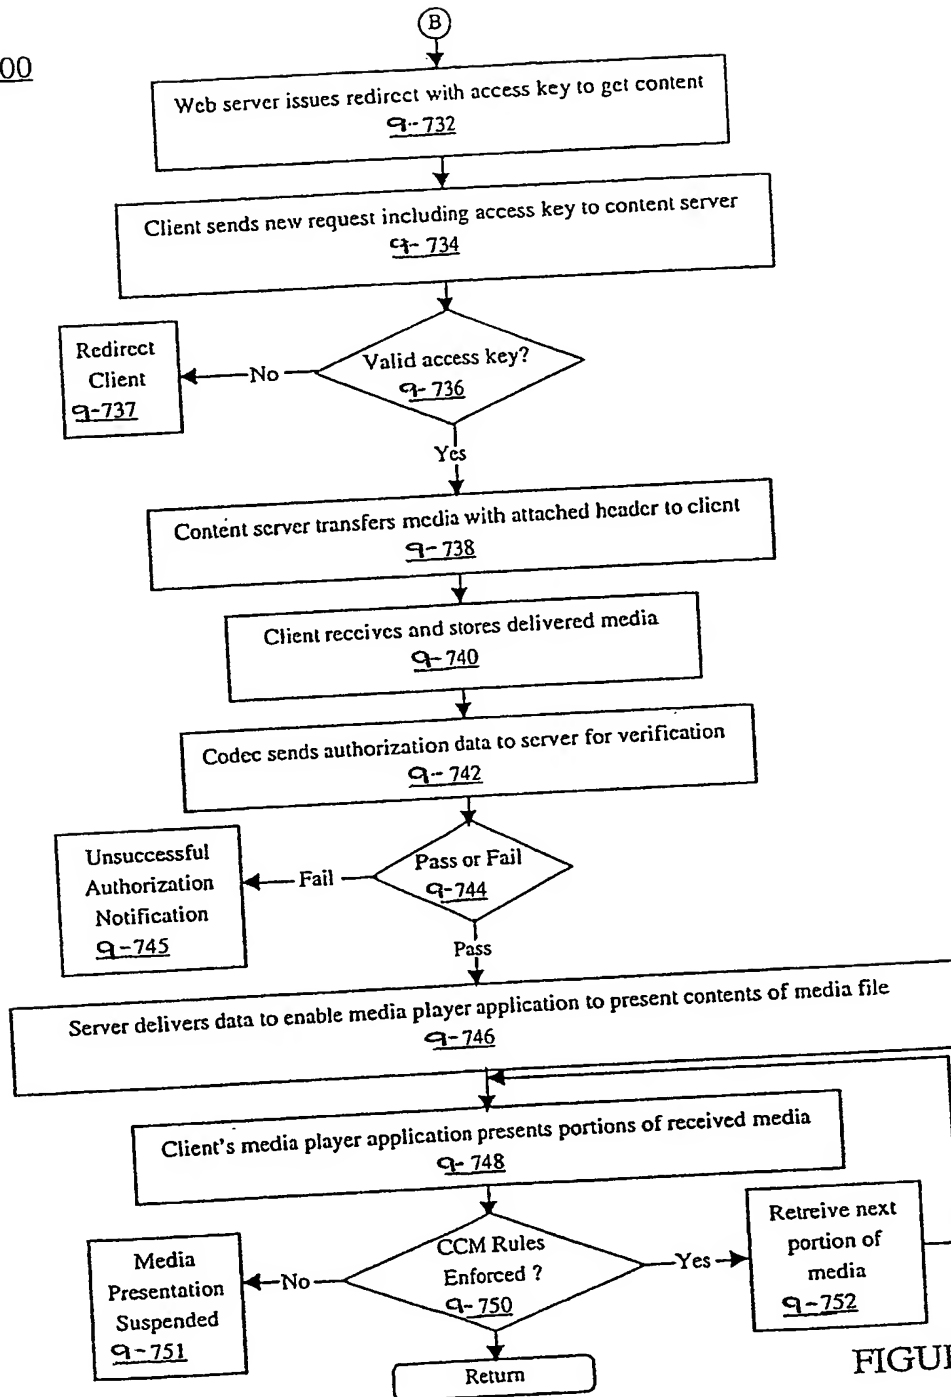 B
00
Web server issues redirect with access key to get content
9-732
Client sends new request including access key to content server
9-734
Redirect
Client
9-737
No
Valid access key?
9-736
Yes
Content server transfers media with attached header to client
9-738
Client receives and stores delivered media
9-740
Codec sends authorization data to server for verification
9-742
Unsuccessful
Authorization
Notification
9-745
Fail
Pass or Fail
9-744
Pass
Server delivers data to enable media player application to present contents of media file
9-746
Client's media player application presents portions of received media
9-748
Media
Presentation
Suspended
9-751
No
CCM Rules
Enforced ?
9-750
Yes
Retreive next
portion of
media
9-752
Return
FIGUR